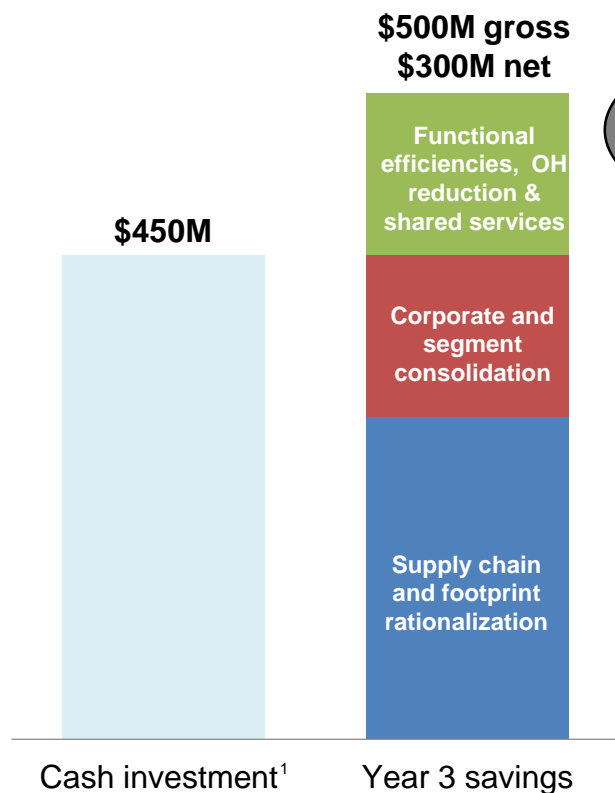 $500M gross
$300M net
Functional
efficiencies, OH
reduction &
shared services
$450M
Corporate and
segment
consolidation
Supply chain
and footprint
rationalization
Cash investment1
Year 3 savings